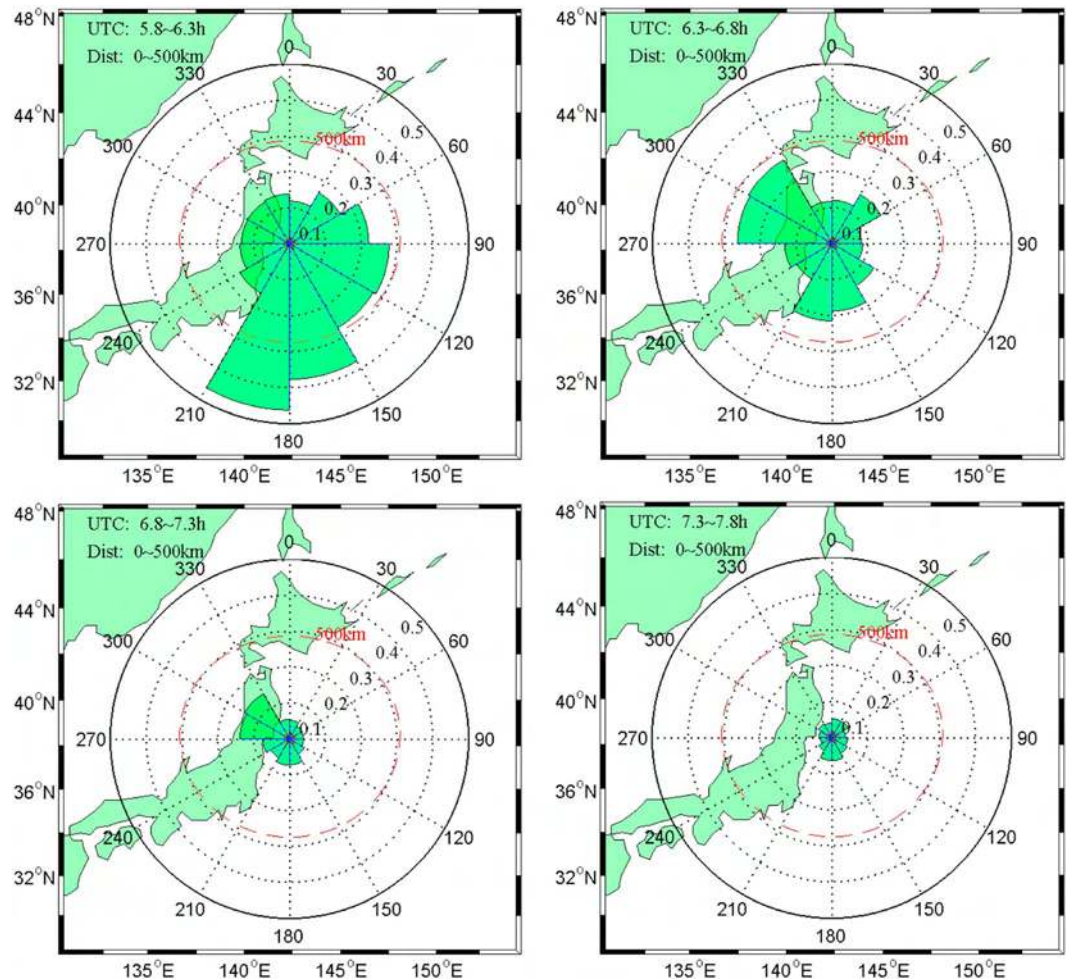 48°N
44°N
40°N
36°N
32°N
UTC: 5.8~6.3h
Dist: 0~500km
0
30
60
90
120
150
180
210
240
270
300
330
500km
0.5
0.4
0.3
0.2
0.1
135°E
140°E
145°E
150°E
48°N
44°N
40°N
36°N
32°N
UTC: 6.3~6.8h
Dist: 0~500km
0
30
60
90
120
150
180
210
240
270
300
330
500km
0.5
0.4
0.3
0.2
0.1
135°E
140°E
145°E
150°E
48°N
44°N
40°N
36°N
32°N
UTC: 6.8~7.3h
Dist: 0~500km
0
30
60
90
120
150
180
210
240
270
300
330
500km
0.5
0.4
0.3
0.2
0.1
135°E
140°E
145°E
150°E
48°N
44°N
40°N
36°N
32°N
UTC: 7.3~7.8h
Dist: 0~500km
0
30
60
90
120
150
180
210
240
270
300
330
500km
0.5
0.4
0.3
0.2
0.1
135°E
140°E
145°E
150°E